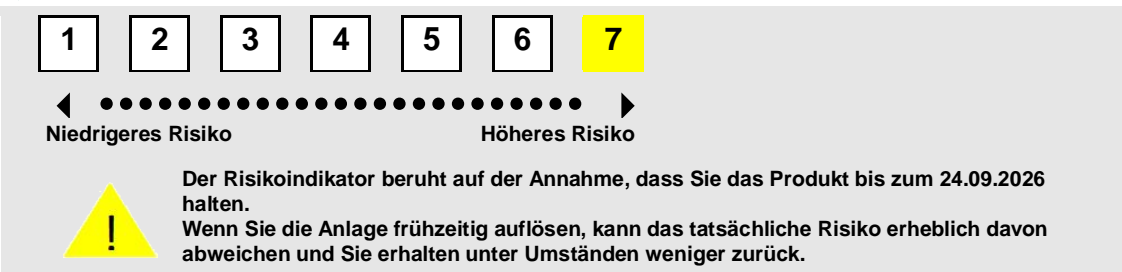 1 2 3 4 5 6 7
Niedrigeres Risiko Höheres Risiko
Der Risikoindikator beruht auf der Annahme, dass Sie das Produkt bis zum 24.09.2026
halten.
Wenn Sie die Anlage frühzeitig auflösen, kann das tatsächliche Risiko erheblich davon
abweichen und Sie erhalten unter Umständen weniger zurück.
!